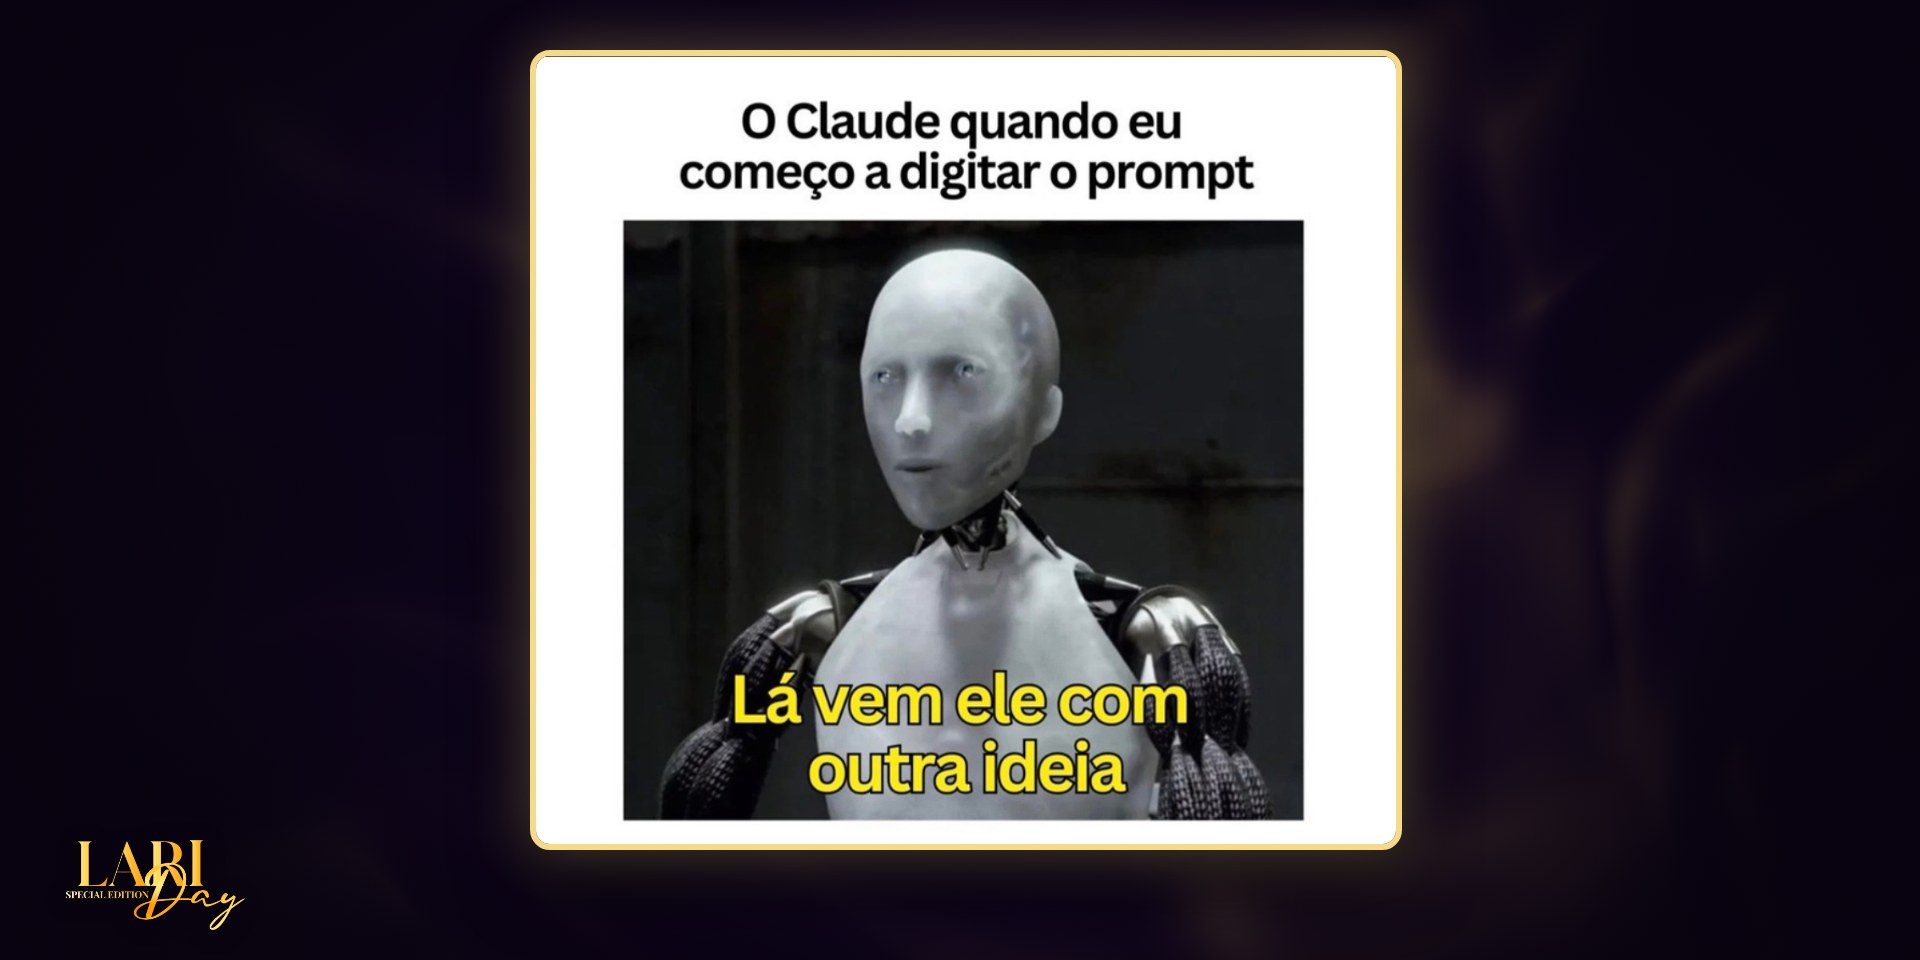 O Claude quando eu
começo a digitar o prompt
Lá vem ele com
outra ideia
LABI
SPECIAL EDITION
Day